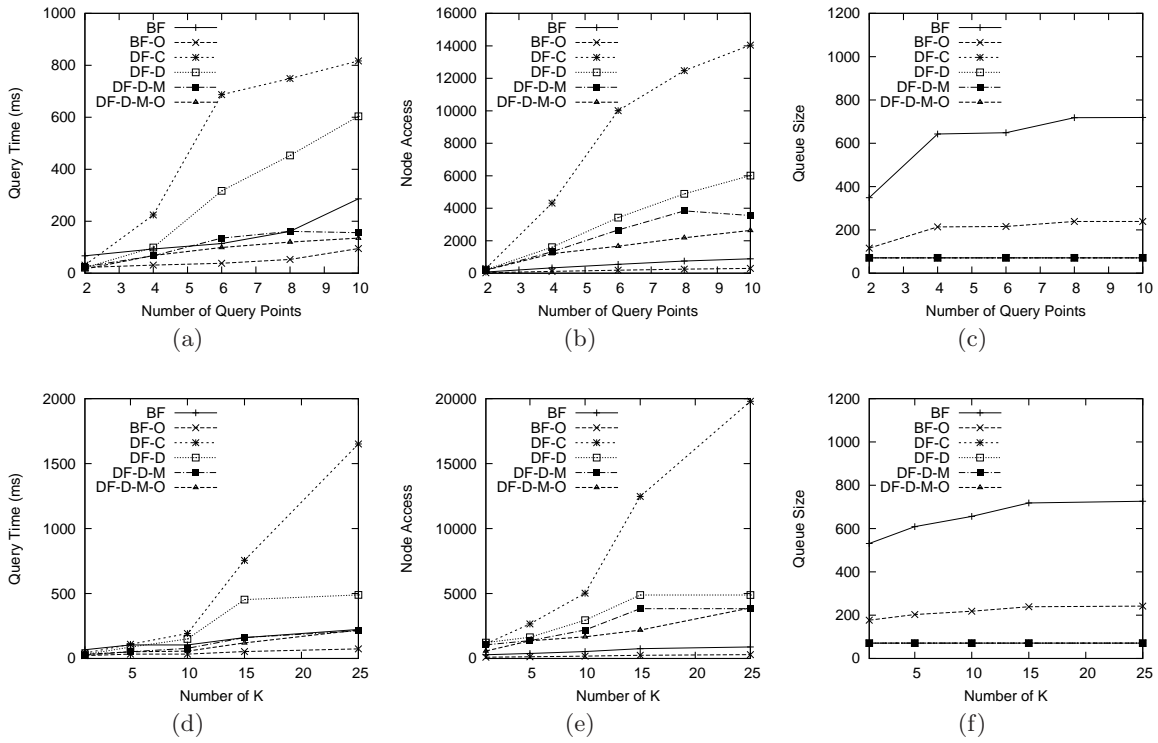 1000
800
600
400
200
0
Query Time (ms)
BF
BF-O
DF-C
DF-D
DF-D-M
DF-D-M-O
2 3 4 5 6 7 8 9 10
Number of Query Points
(a)
16000
14000
12000
10000
8000
6000
4000
2000
0
Node Access
BF
BF-O
DF-C
DF-D
DF-D-M
DF-D-M-O
2 3 4 5 6 7 8 9 10
Number of Query Points
(b)
1200
1000
800
600
400
200
0
Queue Size
BF
BF-O
DF-C
DF-D
DF-D-M
DF-D-M-O
2 3 4 5 6 7 8 9 10
Number of Query Points
(c)
2000
1500
1000
500
0
Query Time (ms)
BF
BF-O
DF-C
DF-D
DF-D-M
DF-D-M-O
5 10 15 20 25
Number of K
(d)
20000
15000
10000
5000
0
Node Access
BF
BF-O
DF-C
DF-D
DF-D-M
DF-D-M-O
5 10 15 20 25
Number of K
(e)
1200
1000
800
600
400
200
0
Queue Size
BF
BF-O
DF-C
DF-D
DF-D-M
DF-D-M-O
5 10 15 20 25
Number of K
(f)